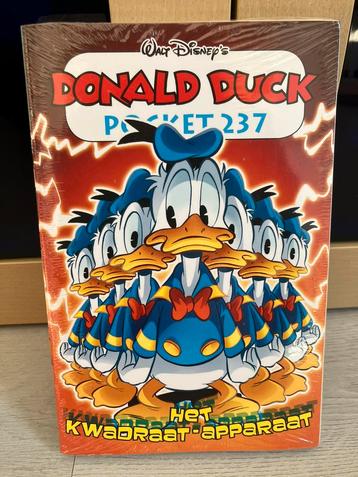 Walt Disney's
DONALD DUCK
POCKET 237
HET
KWADRAAT-APPARAAT